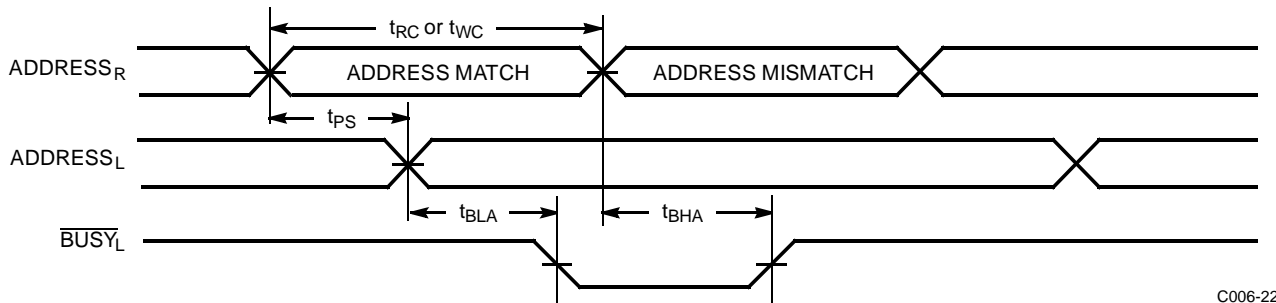 tRC or tWC
ADDRESSR
ADDRESS MATCH
ADDRESS MISMATCH
tPS
ADDRESSL
tBLA
tBHA
BUSYL
C006-22